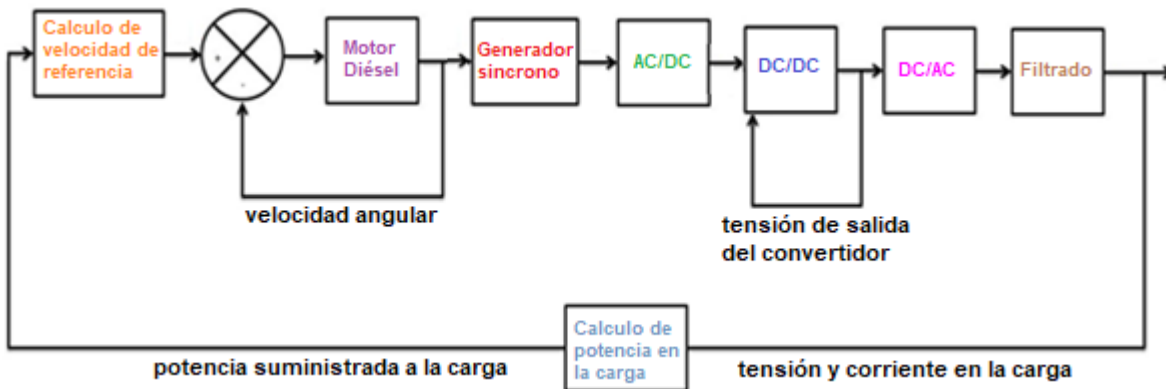 Calculo de
velocidad de
referencia
Motor
Diésel
Generador
sincrono
AC/DC
DC/DC
DC/AC
Filtrado
velocidad angular
tensión de salida
del convertidor
Calculo de
potencia en
la carga
potencia suministrada a la carga
tensión y corriente en la carga